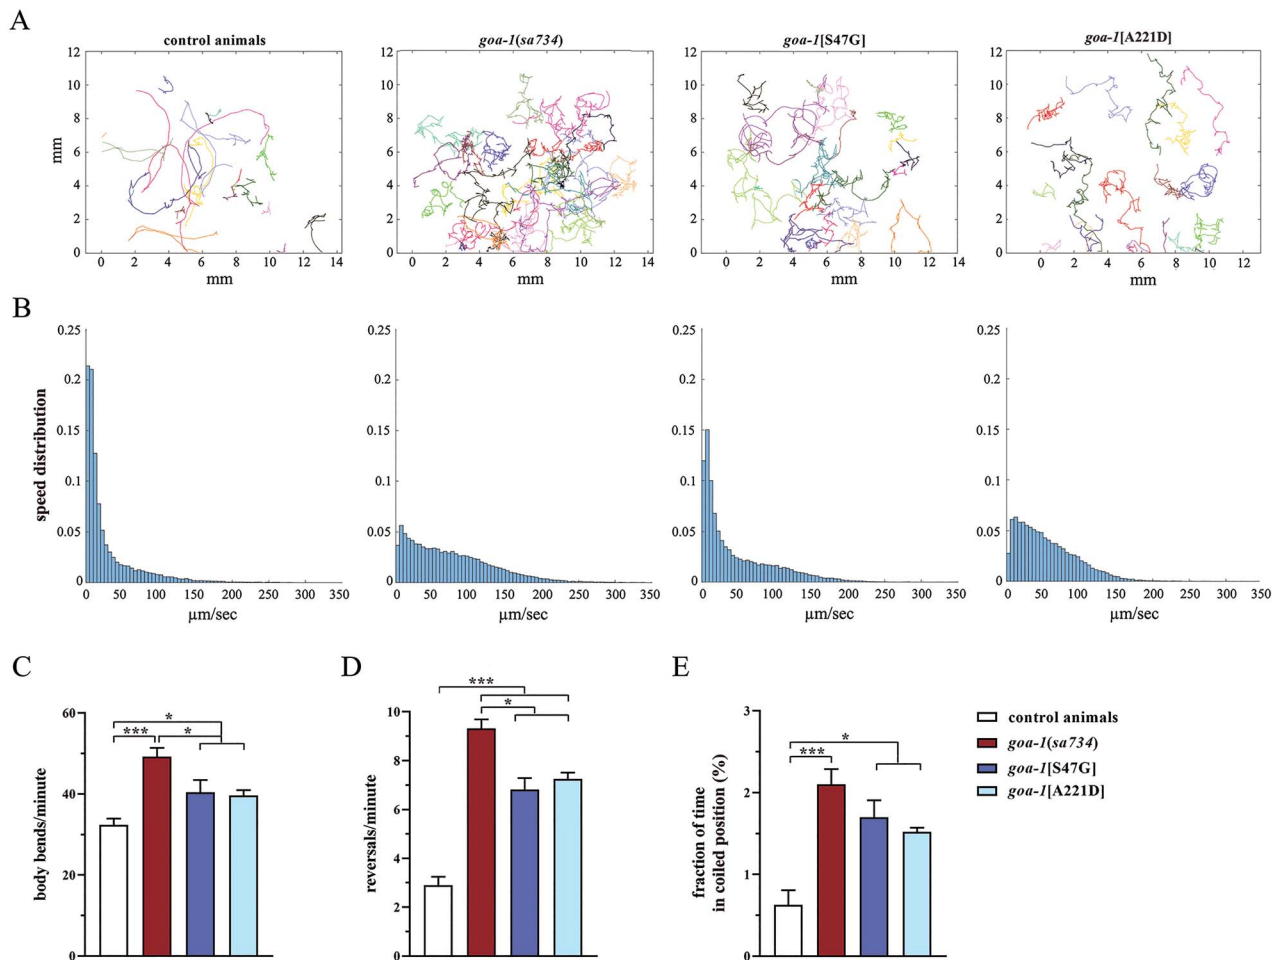 A
control animals
goa-1(sa734)
goa-1[S47G]
goa-1[A221D]
12
10
8
6
4
2
0
mm
0 2 4 6 8 10 12 14
mm
12
10
8
6
4
2
0
0 2 4 6 8 10 12 14
mm
12
10
8
6
4
2
0
0 2 4 6 8 10 12 14
mm
12
10
8
6
4
2
0
0 2 4 6 8 10 12
mm
B
speed distribution
0.25
0.2
0.15
0.1
0.05
0
50 100 150 200 250 300 350
µm/sec
0.25
0.2
0.15
0.1
0.05
0
50 100 150 200 250 300 350
µm/sec
0.25
0.2
0.15
0.1
0.05
0
50 100 150 200 250 300 350
µm/sec
0.25
0.2
0.15
0.1
0.05
0
0 50 100 150 200 250 300 350
µm/sec
C
body bends/minute
60
40
20
0
*
*** *
D
reversals/minute
10
8
6
4
2
0
***
*
E
fraction of time
in coiled position (%)
3
2
1
0
*
***
control animals
goa-1(sa734)
goa-1[S47G]
goa-1[A221D]